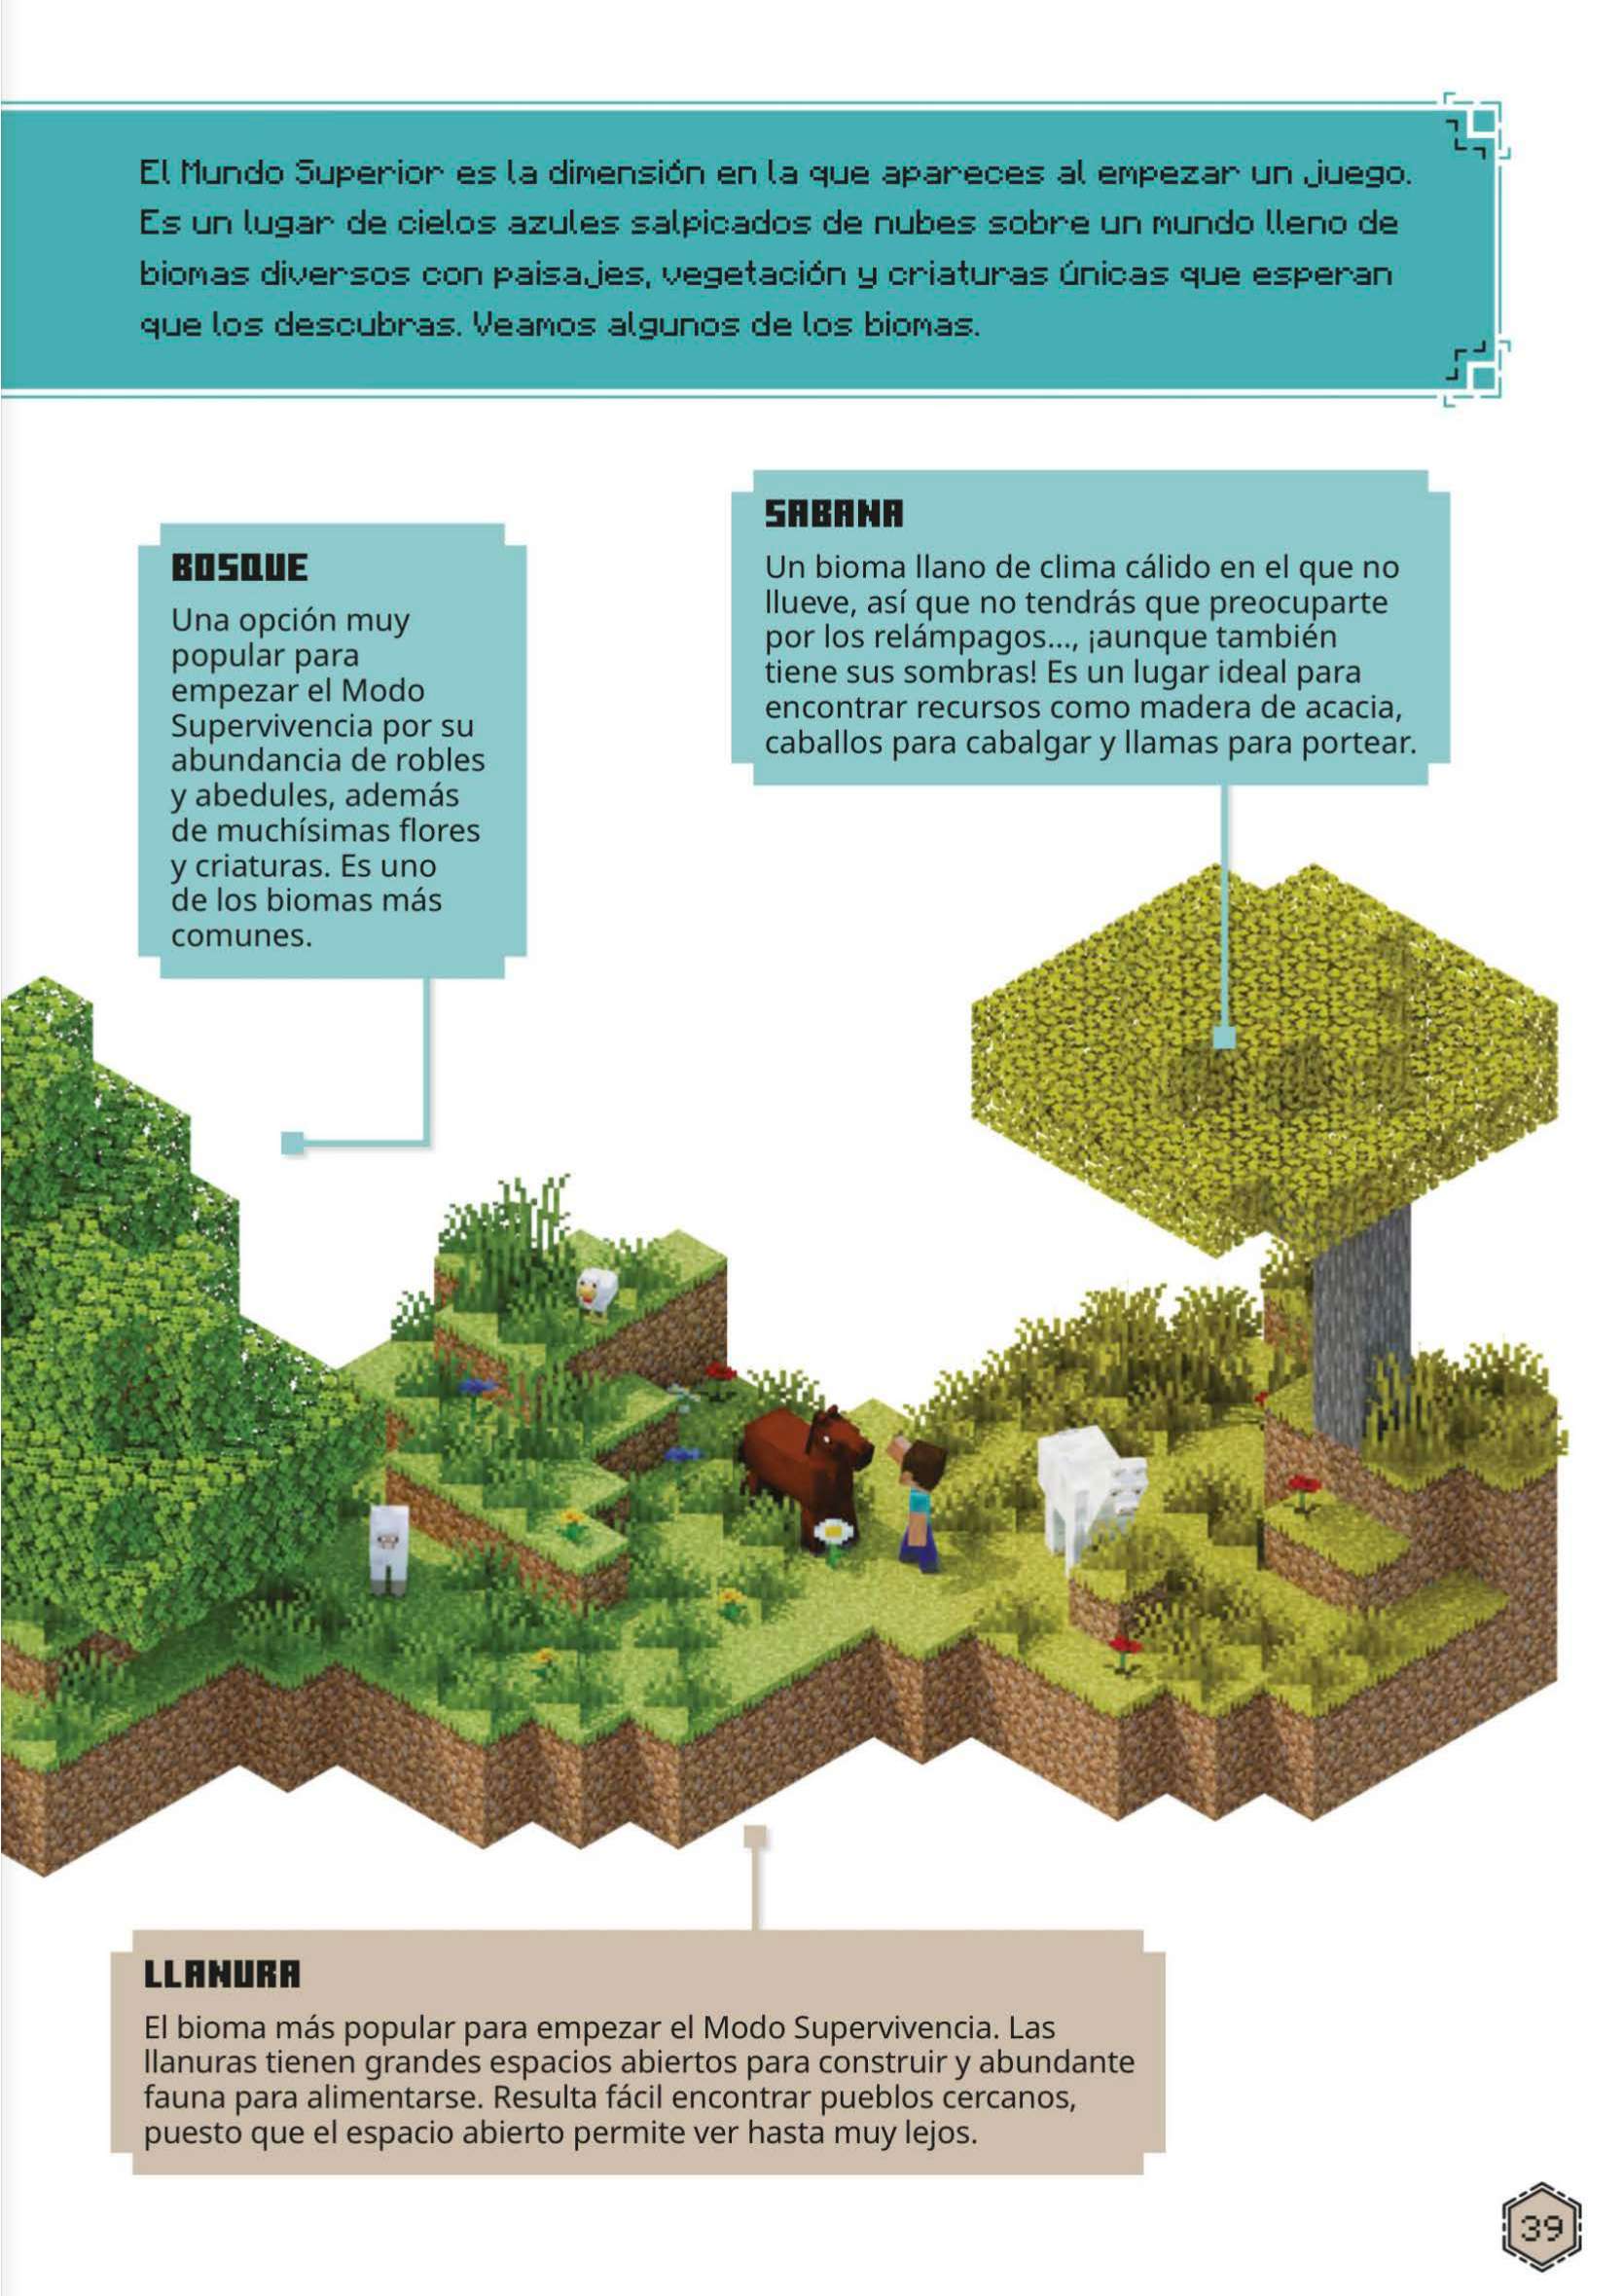 El Mundo Superior es la dimensión en la que apareces al empezar un juego.
Es un lugar de cielos azules salpicados de nubes sobre un mundo lleno de
biomas diversos con paisajes, vegetación y criaturas únicas que esperan
que los descubras. Veamos algunos de los biomas.
BOSQUE
Una opción muy
popular para
empezar el Modo
Supervivencia por su
abundancia de robles
y abedules, además
de muchísimas flores
y criaturas. Es uno
de los biomas más
comunes.
SABANA
Un bioma llano de clima cálido en el que no
llueve, así que no tendrás que preocuparte
por los relámpagos..., ¡aunque también
tiene sus sombras! Es un lugar ideal para
encontrar recursos como madera de acacia,
caballos para cabalgar y llamas para portear.
LLANURA
El bioma más popular para empezar el Modo Supervivencia. Las
llanuras tienen grandes espacios abiertos para construir y abundante
fauna para alimentarse. Resulta fácil encontrar pueblos cercanos,
puesto que el espacio abierto permite ver hasta muy lejos.
39